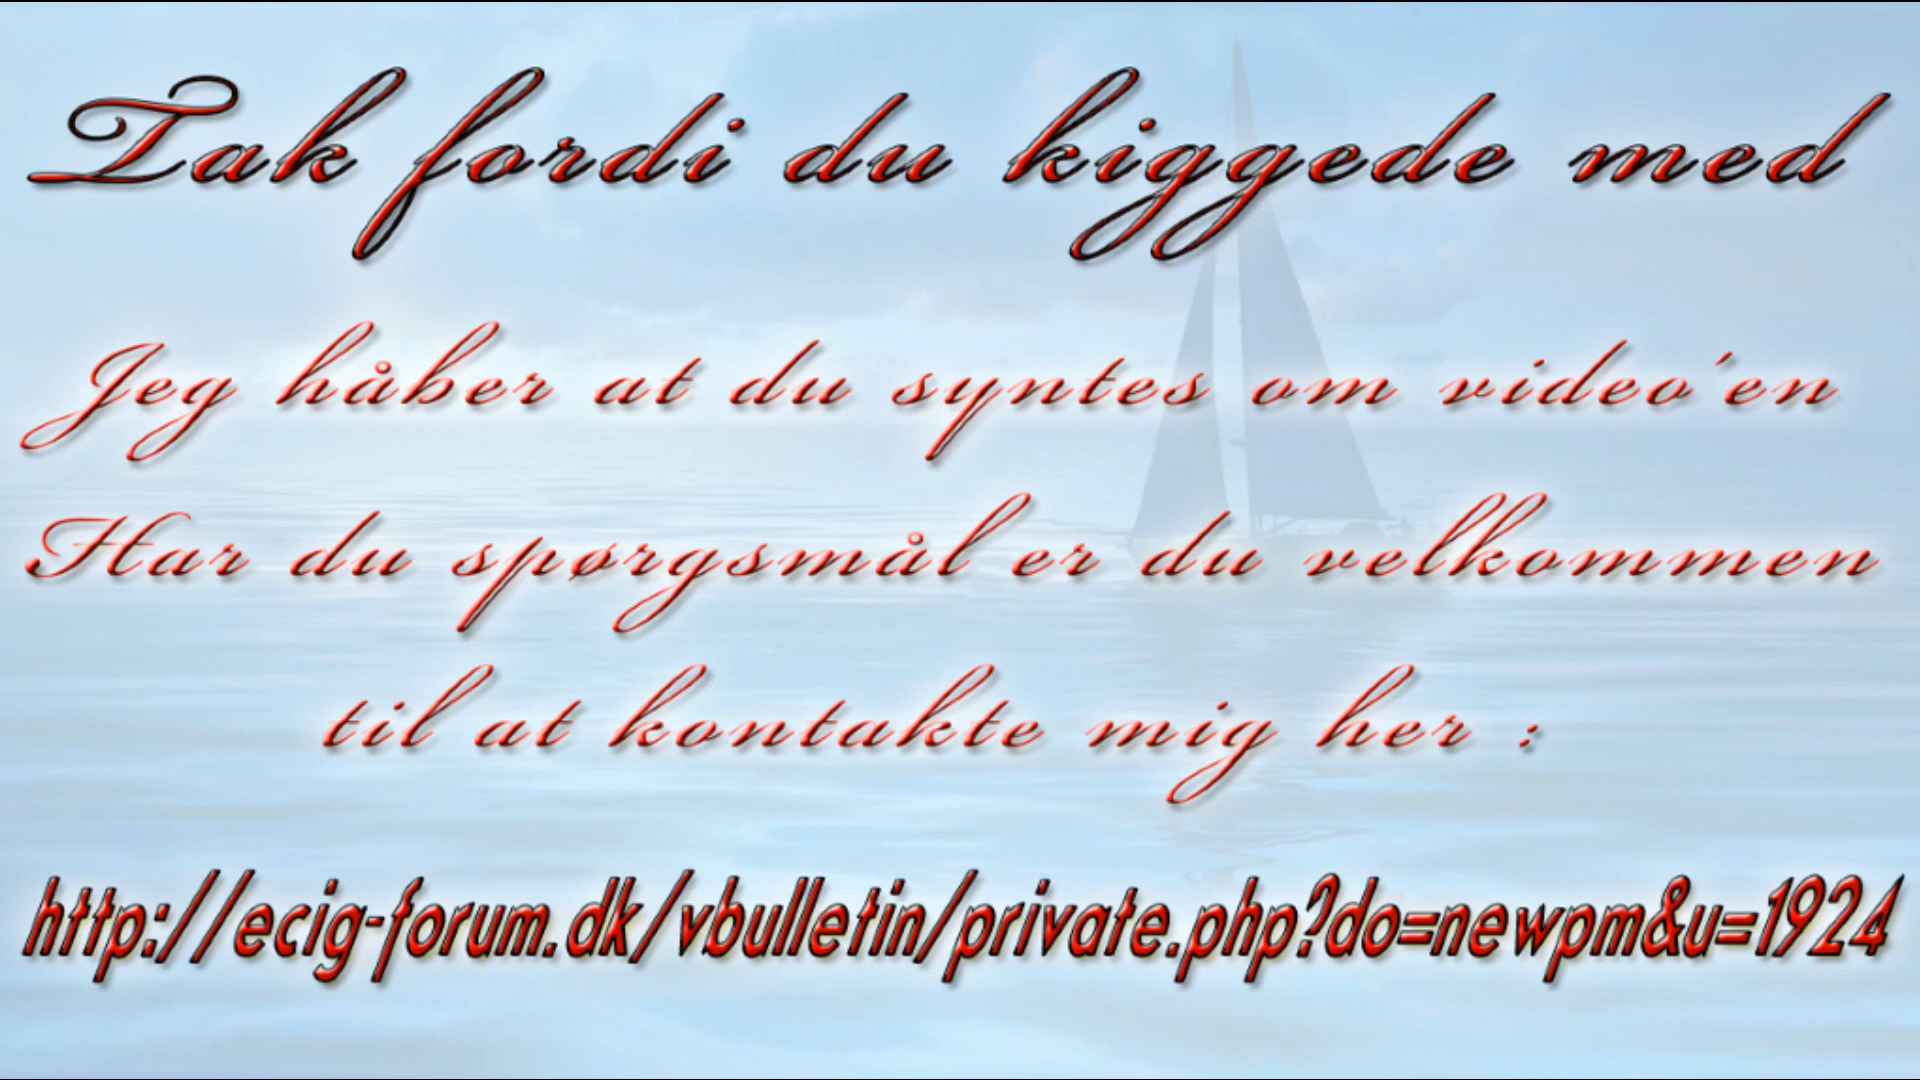 Tak fordi du kiggede med
Jeg håber at du syntes om video´en
Har du spørgsmål er du velkommen
til at kontakte mig her :
http://ecig-forum.dk/vbulletin/private.php?do=newpm&u=1924